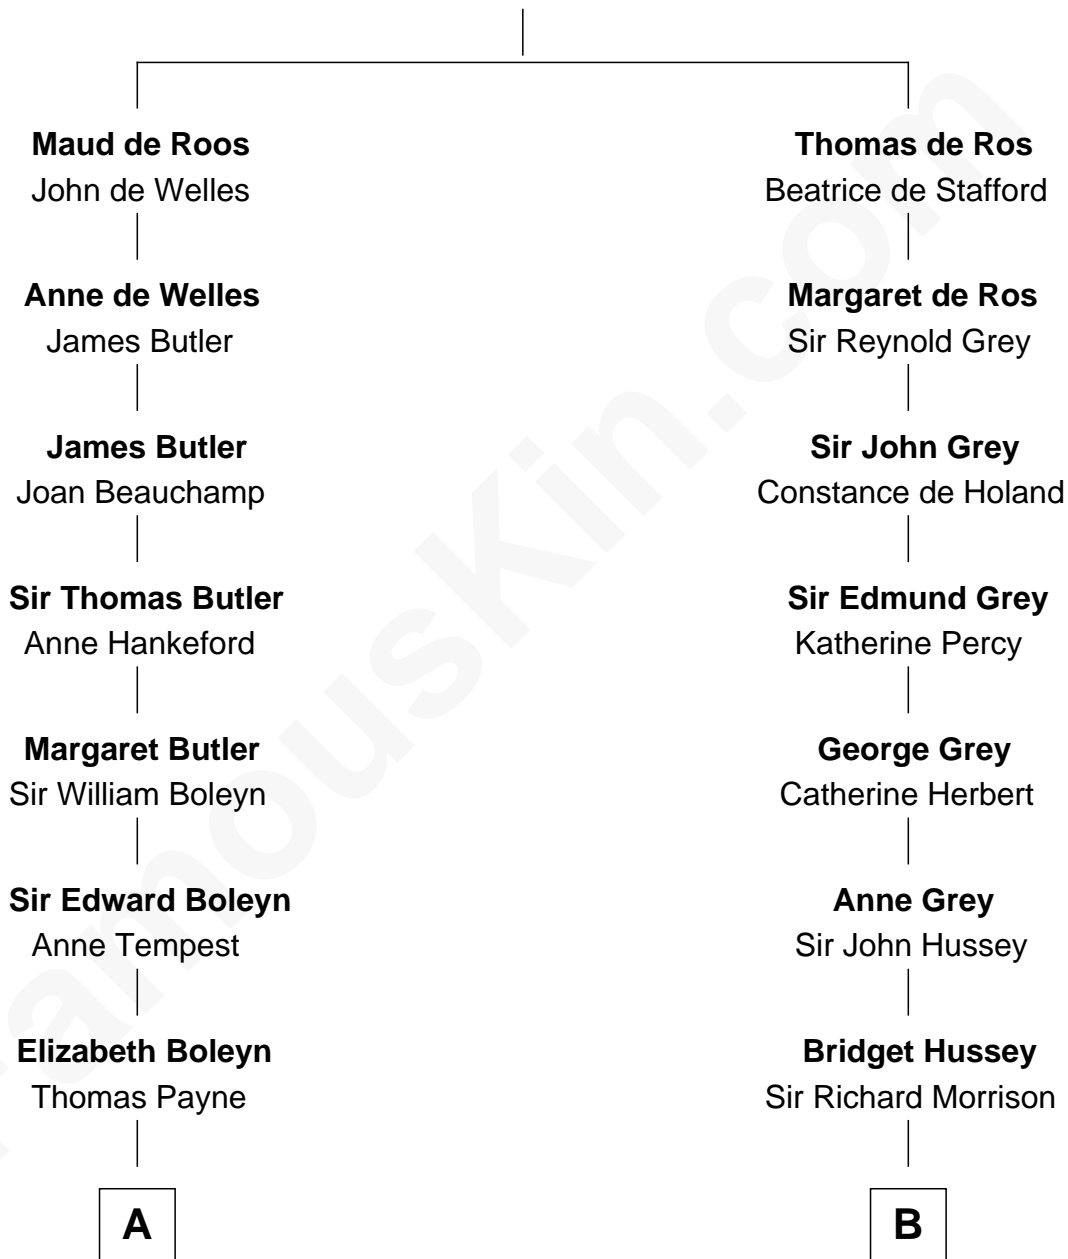 Maud de Roos
John de Welles
Anne de Welles
James Butler
James Butler
Joan Beauchamp
Sir Thomas Butler
Anne Hankeford
Margaret Butler
Sir William Boleyn
Sir Edward Boleyn
Anne Tempest
Elizabeth Boleyn
Thomas Payne
A
Thomas de Ros
Beatrice de Stafford
Margaret de Ros
Sir Reynold Grey
Sir John Grey
Constance de Holand
Sir Edmund Grey
Katherine Percy
George Grey
Catherine Herbert
Anne Grey
Sir John Hussey
Bridget Hussey
Sir Richard Morrison
B
FamousKin.com